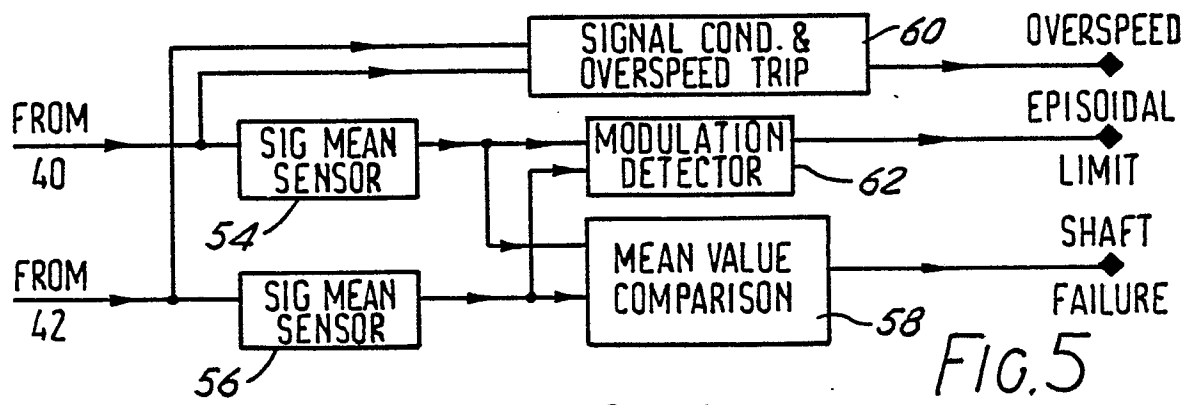 SIGNAL COND. &
OVERSPEED TRIP
60
OVERSPEED
FROM
40
SIG MEAN
SENSOR
54
MODULATION
DETECTOR
62
EPISOIDAL
LIMIT
FROM
42
SIG MEAN
SENSOR
56
MEAN VALUE
COMPARISON
58
SHAFT
FAILURE
FIG. 5